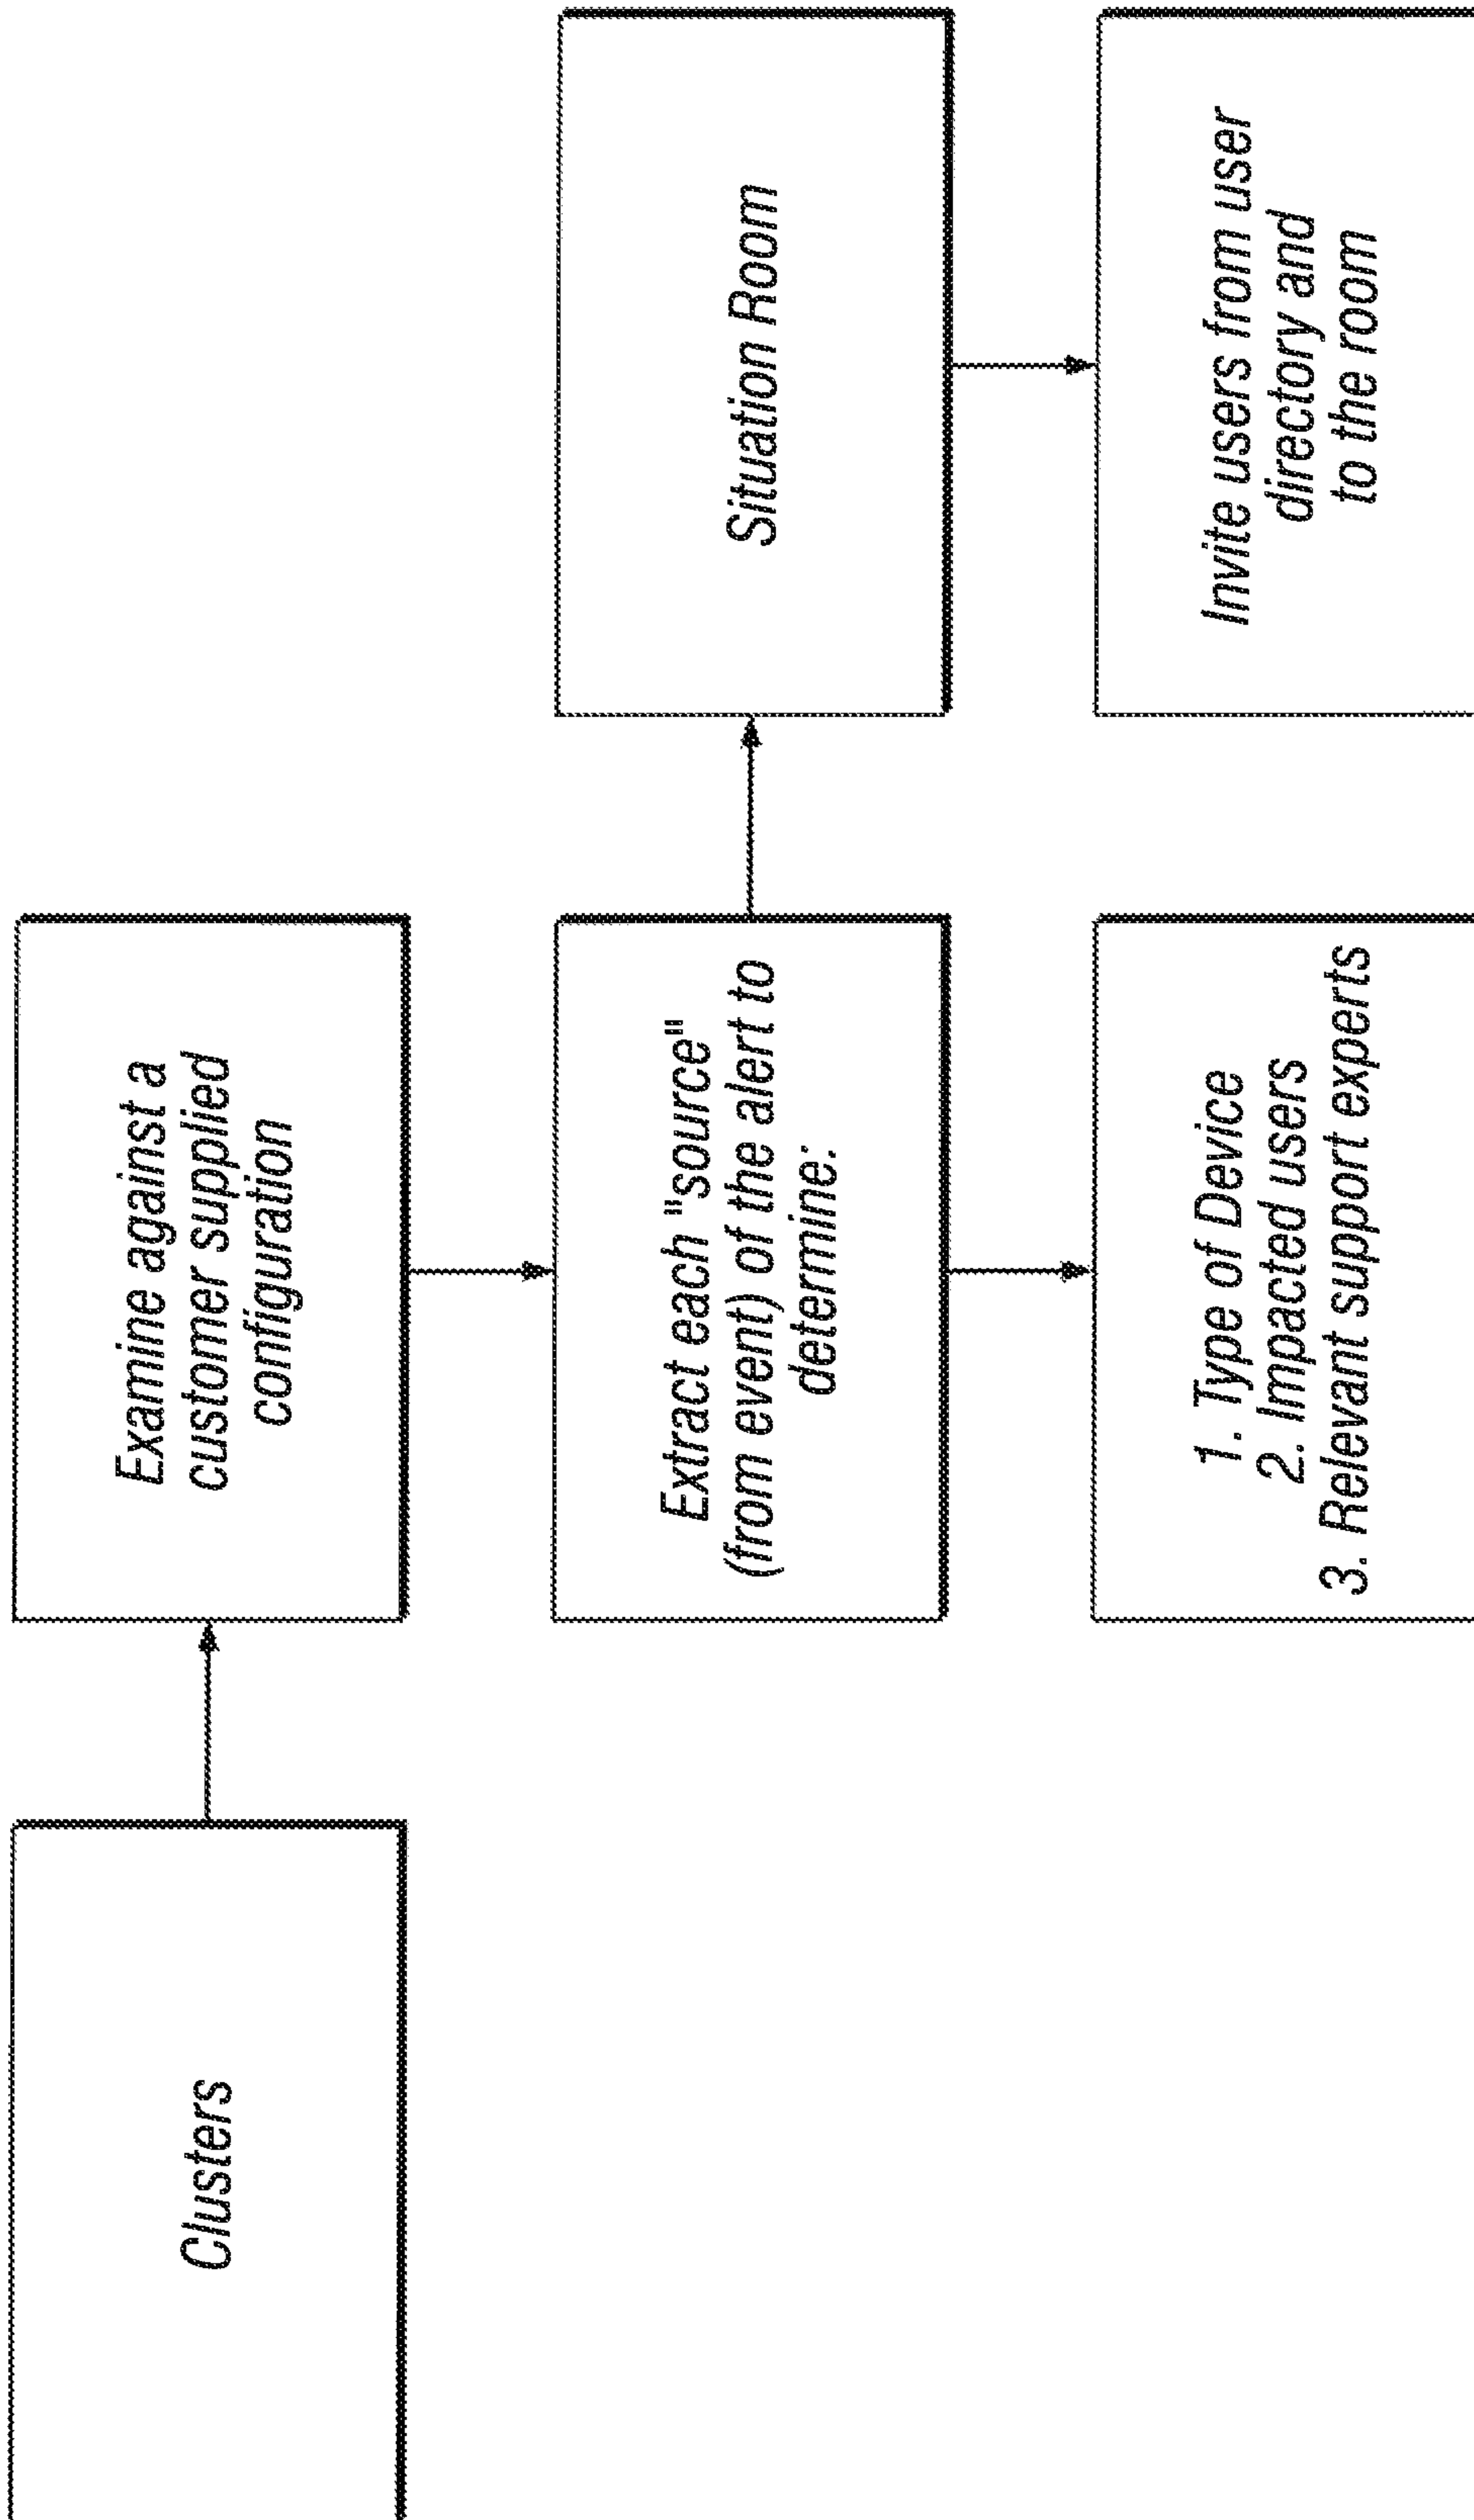 Clusters
Examine against a
customer supplied
configuration
Extract each "source"
(from event) of the alert to
determine:
Situation Room
1. Type of Device
2. Impacted users
3. Relevant support experts
Invite users from user
directory and
to the room